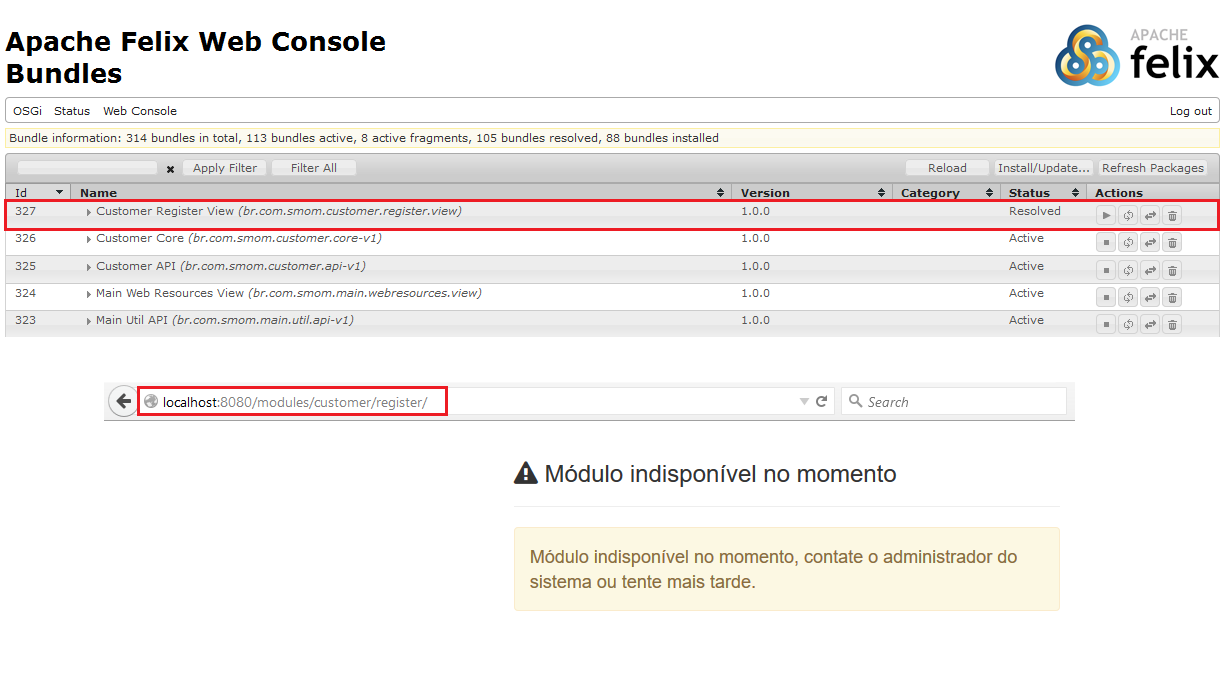 Apache Felix Web Console
Bundles
APACHE
felix
OSGi Status Web Console Log out
Bundle information: 314 bundles in total, 113 bundles active, 8 active fragments, 105 bundles resolved, 88 bundles installed
Apply Filter Filter All Reload Install/Update... Refresh Packages
Id Name Version Category Status Actions
327 Customer Register View (br.com.smom.customer.register.view) 1.0.0 Resolved
326 Customer Core (br.com.smom.customer.core-v1) 1.0.0 Active
325 Customer API (br.com.smom.customer.api-v1) 1.0.0 Active
324 Main Web Resources View (br.com.smom.main.webresources.view) 1.0.0 Active
323 Main Util API (br.com.smom.main.util.api-v1) 1.0.0 Active
localhost:8080/modules/customer/register/ Search
Módulo indisponível no momento
Módulo indisponível no momento, contate o administrador do
sistema ou tente mais tarde.